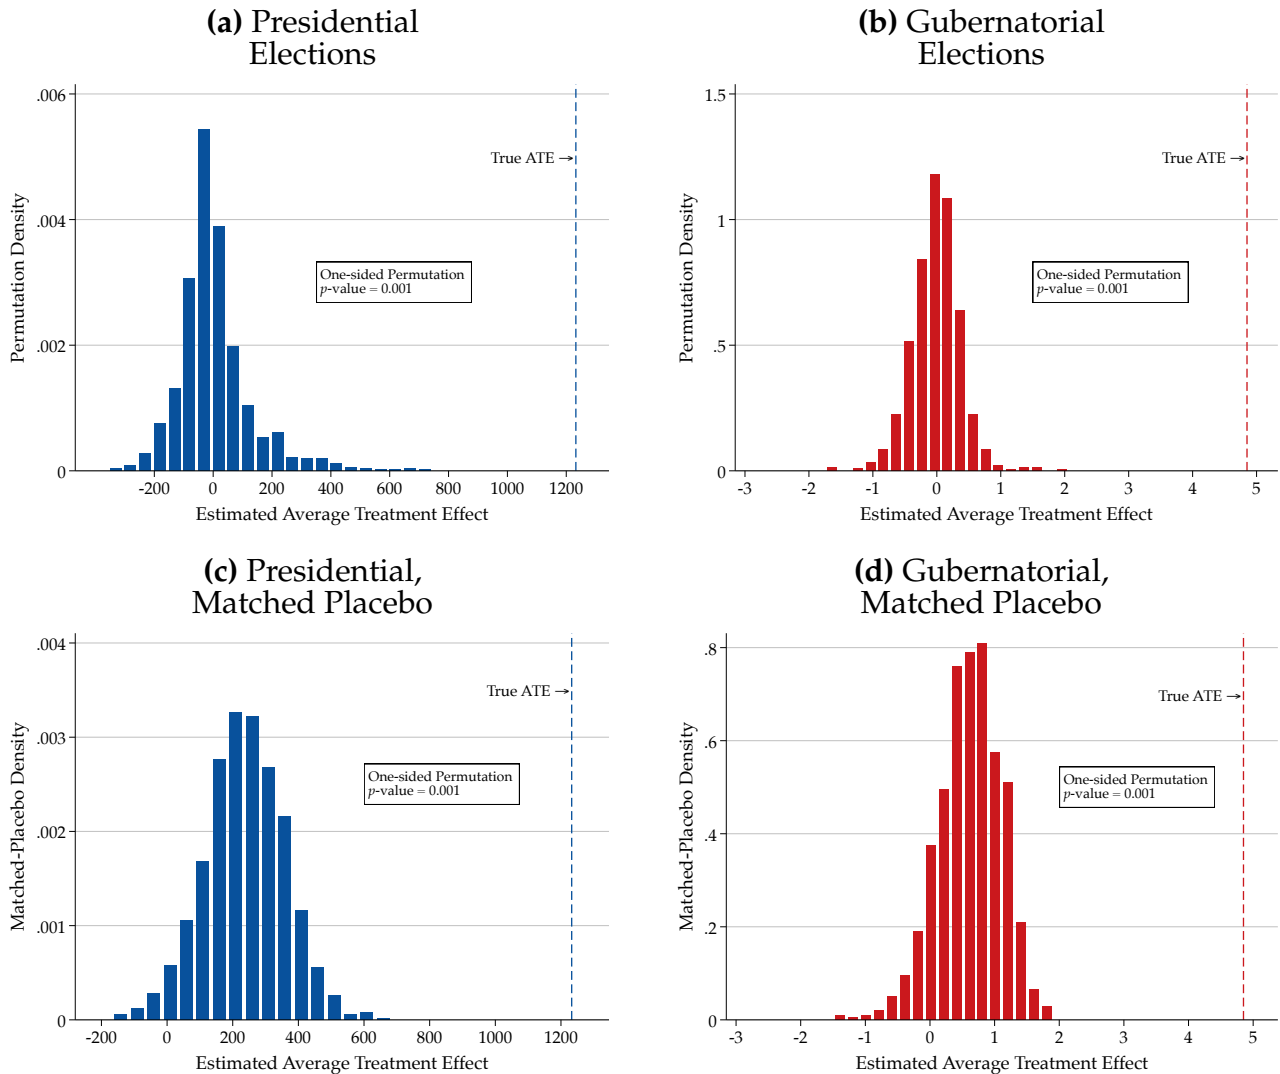 (a) Presidential
Elections
Permutation Density
.006
.004
.002
0
True ATE →
One-sided Permutation
p-value = 0.001
-200 0 200 400 600 800 1000 1200
Estimated Average Treatment Effect
(b) Gubernatorial
Elections
Permutation Density
1.5
1
.5
0
True ATE →
One-sided Permutation
p-value = 0.001
-3 -2 -1 0 1 2 3 4 5
Estimated Average Treatment Effect
(c) Presidential,
Matched Placebo
Matched-Placebo Density
.004
.003
.002
.001
0
True ATE →
One-sided Permutation
p-value = 0.001
-200 0 200 400 600 800 1000 1200
Estimated Average Treatment Effect
(d) Gubernatorial,
Matched Placebo
Matched-Placebo Density
.8
.6
.4
.2
0
True ATE →
One-sided Permutation
p-value = 0.001
-3 -2 -1 0 1 2 3 4 5
Estimated Average Treatment Effect